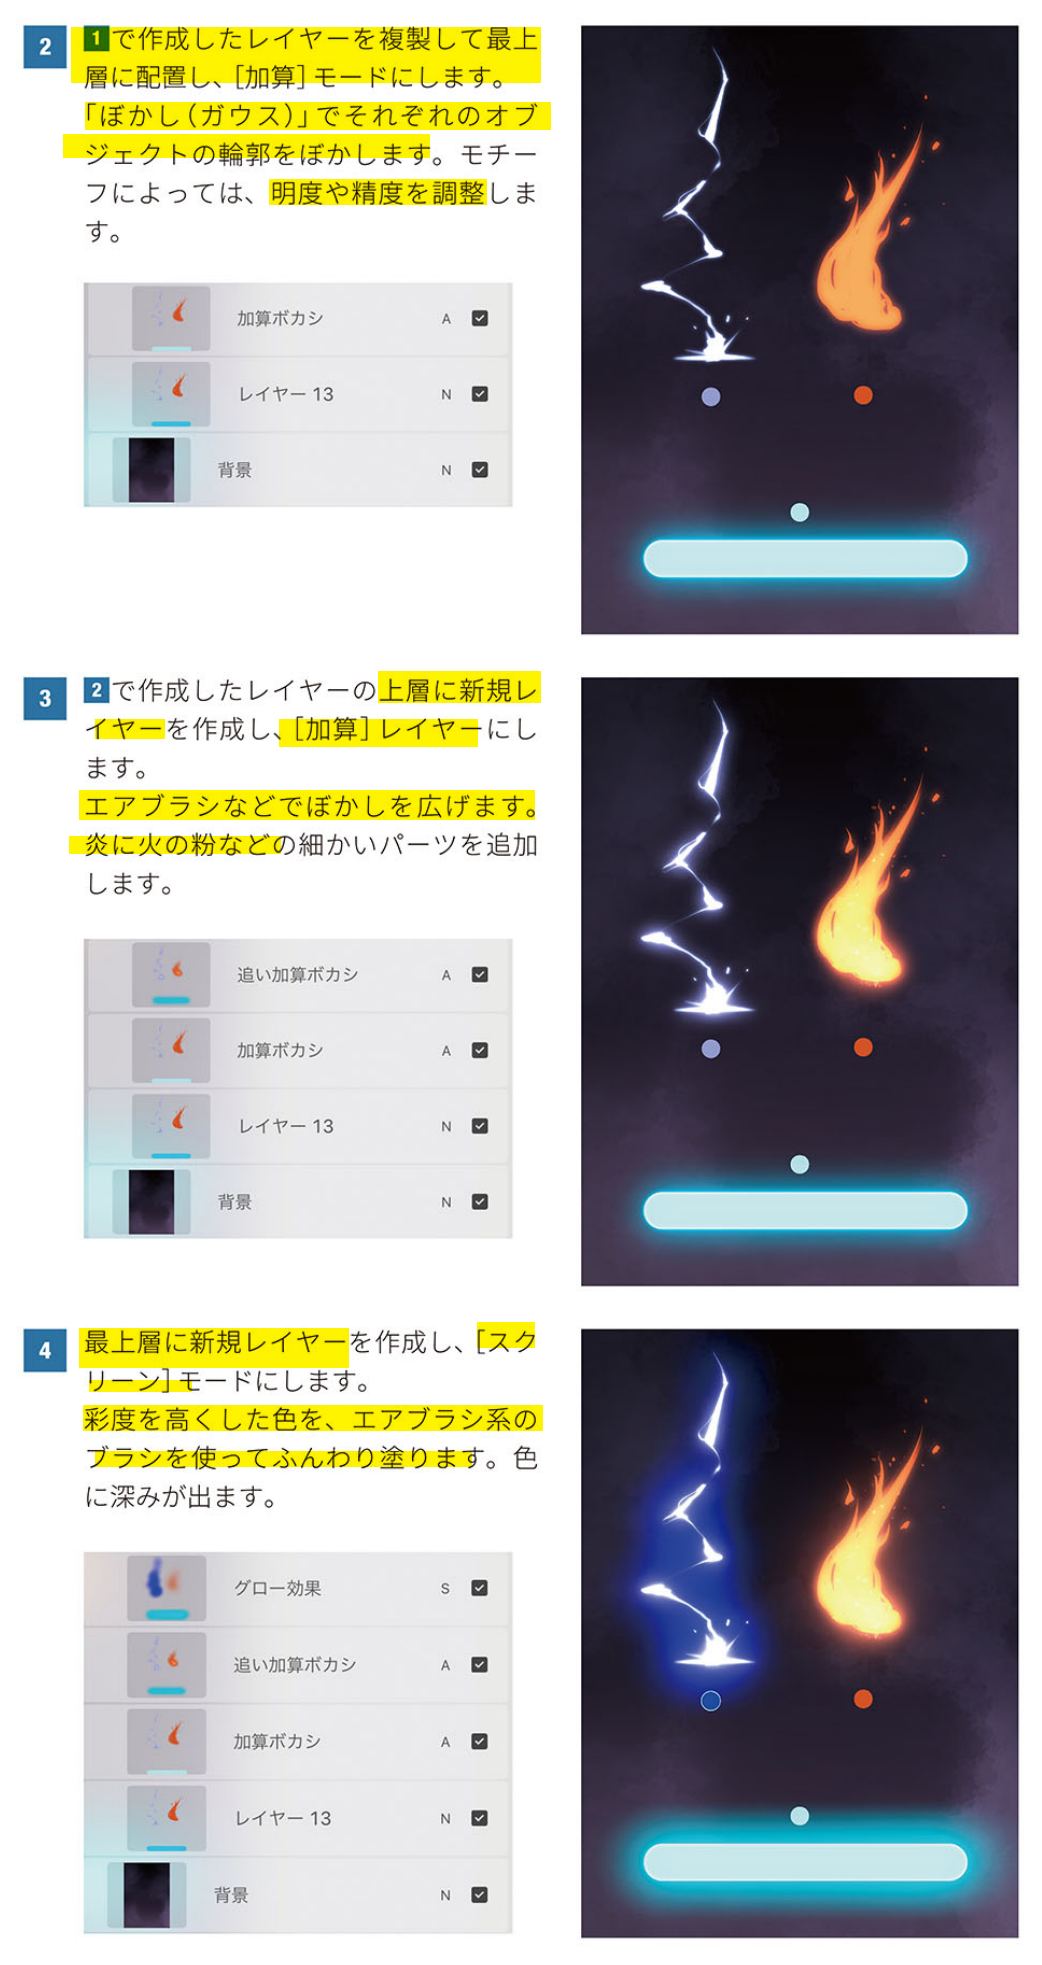 2
1で作成したレイヤーを複製して最上
層に配置し、[加算]モードにします。
「ぼかし(ガウス)」でそれぞれのオブ
ジェクトの輪郭をぼかします。モチー
フによっては、明度や精度を調整しま
す。
加算ボカシ A
レイヤー 13 N
背景 N
3
2で作成したレイヤーの上層に新規レ
イヤーを作成し、[加算]レイヤーにし
ます。
エアブラシなどでぼかしを広げます。
炎に火の粉などの細かいパーツを追加
します。
追い加算ボカシ A
加算ボカシ A
レイヤー 13 N
背景 N
4
最上層に新規レイヤーを作成し、[スク
リーン]モードにします。
彩度を高くした色を、エアブラシ系の
ブラシを使ってふんわり塗ります。色
に深みが出ます。
グロー効果 S
追い加算ボカシ A
加算ボカシ A
レイヤー 13 N
背景 N